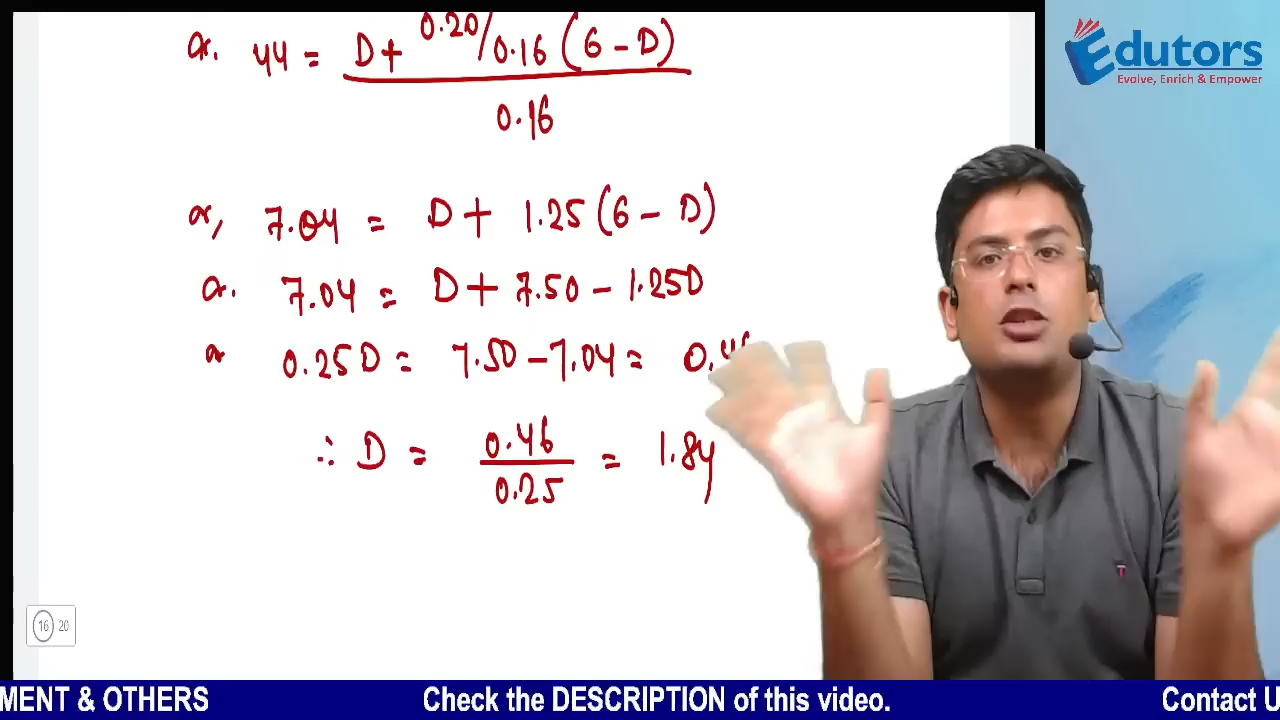 or. 44 = D + 0.20/0.16 (6 - D)
0.16
or, 7.04 = D + 1.25 (6 - D)
or. 7.04 = D + 7.50 - 1.25D
or 0.25D = 7.50 - 7.04 =
∴ D = 0.46 / 0.25 = 1.84
Edutors
Evolve, Enrich & Empower
16 20
MENT & OTHERS Check the DESCRIPTION of this video. Contact U